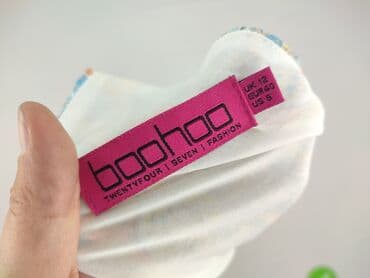 boohoo
TWENTYFOUR | SEVEN | FASHION
UK 12
EUR 40
US 8